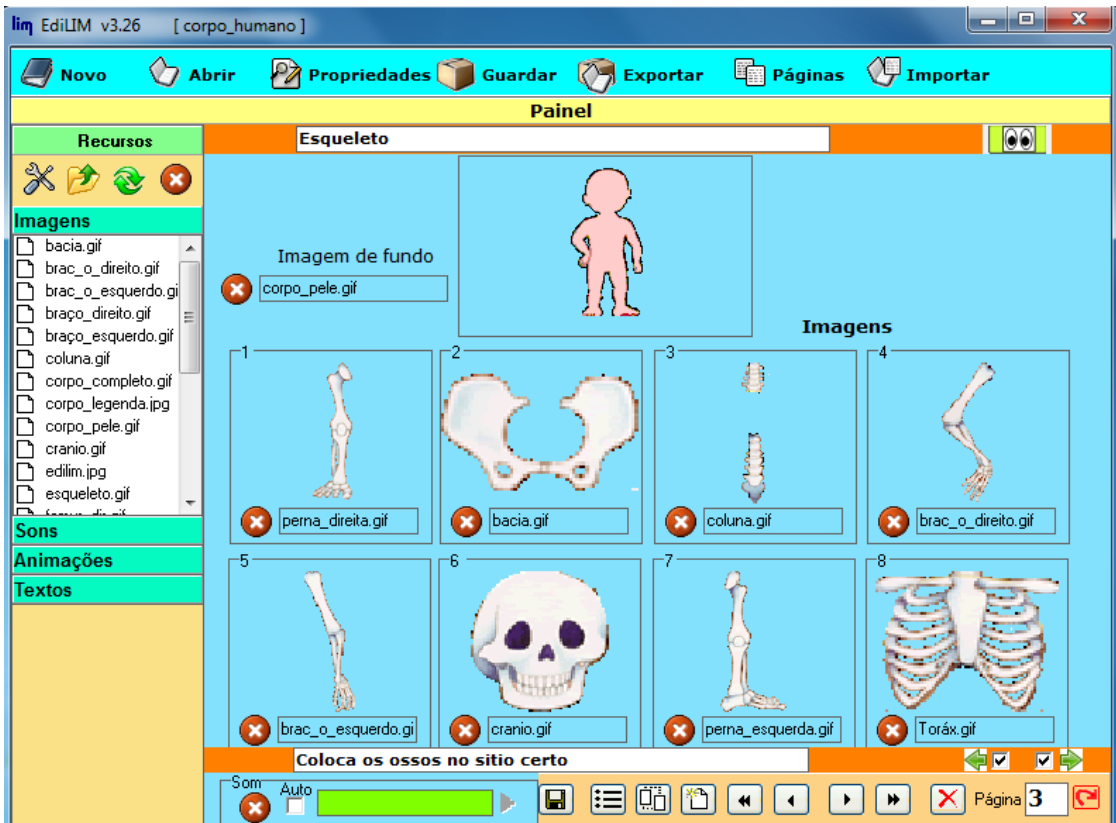 lim EdiLIM v3.26 [ corpo_humano ]
Novo Abrir Propriedades Guardar Exportar Páginas Importar
Painel
Recursos
Esqueleto
Imagens
bacia.gif
brac_o_direito.gif
brac_o_esquerdo.gi
braço_direito.gif
braço_esquerdo.gif
coluna.gif
corpo_completo.gif
corpo_legenda.jpg
corpo_pele.gif
cranio.gif
edilim.jpg
esqueleto.gif
Sons
Animações
Textos
Imagem de fundo
corpo_pele.gif
Imagens
1 2 3 4
perna_direita.gif bacia.gif coluna.gif brac_o_direito.gif
5 6 7 8
brac_o_esquerdo.gi cranio.gif perna_esquerda.gif Toráx.gif
Coloca os ossos no sitio certo
Som Auto
Página 3